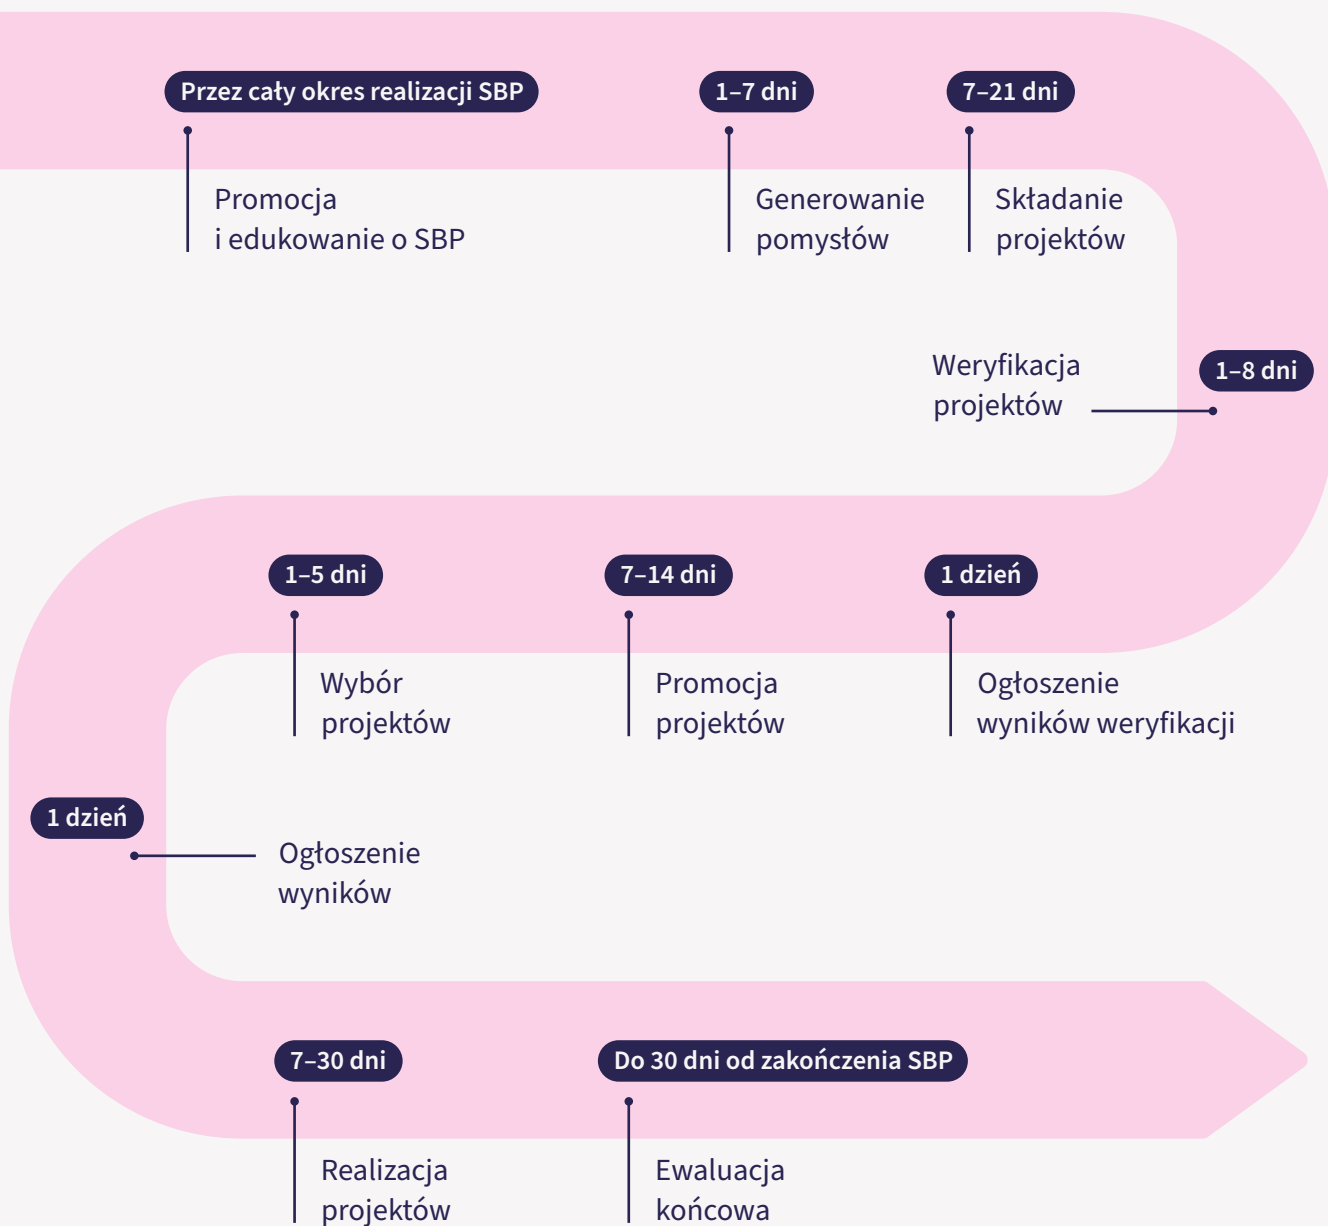 Przez cały okres realizacji SBP
Promocja
i edukowanie o SBP
1–7 dni
Generowanie
pomysłów
7–21 dni
Składanie
projektów
1–8 dni
Weryfikacja
projektów
1 dzień
Ogłoszenie
wyników weryfikacji
7–14 dni
Promocja
projektów
1–5 dni
Wybór
projektów
1 dzień
Ogłoszenie
wyników
7–30 dni
Realizacja
projektów
Do 30 dni od zakończenia SBP
Ewaluacja
końcowa